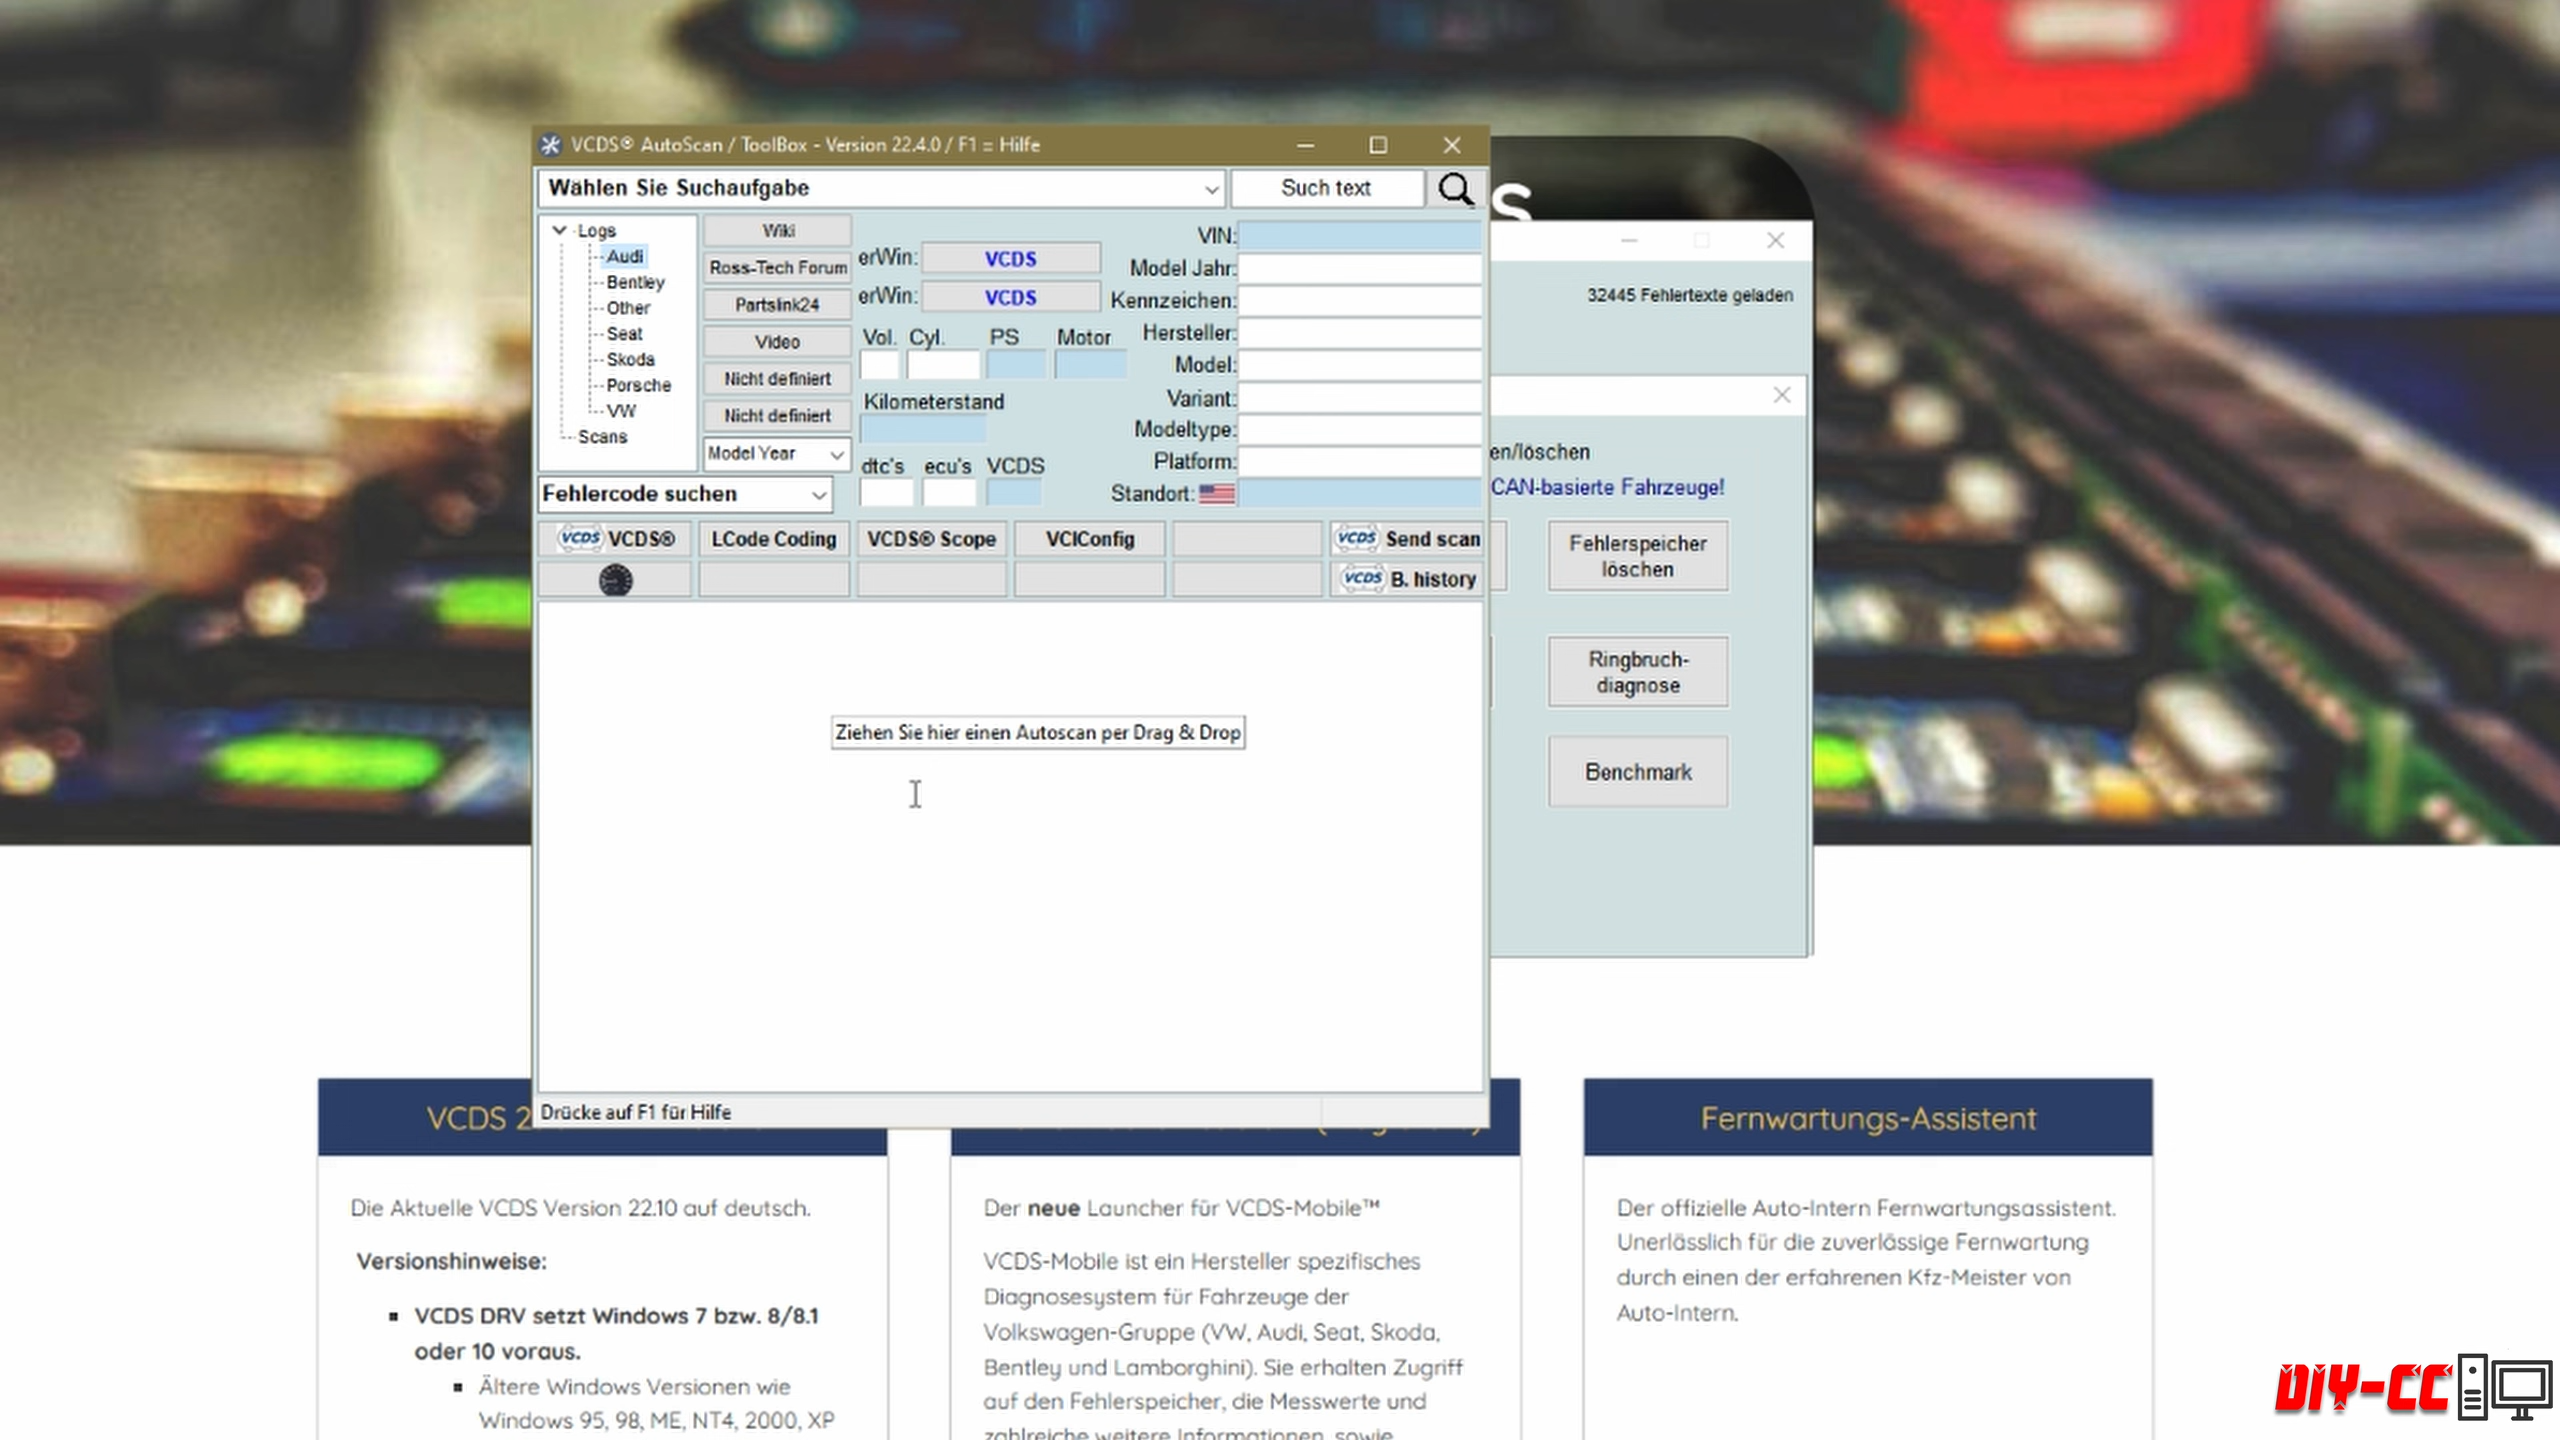 VCDS® AutoScan / ToolBox - Version 22.4.0 / F1 = Hilfe
Wählen Sie Suchaufgabe
Such text
Logs
Audi
Bentley
Other
Seat
Skoda
Porsche
VW
Scans
Wiki
Ross-Tech Forum
Partslink24
Video
Nicht definiert
Nicht definiert
Model Year
Fehlercode suchen
erWin: VCDS
erWin: VCDS
Vol. Cyl. PS Motor
Kilometerstand
dtc's ecu's VCDS
VIN:
Model Jahr:
Kennzeichen:
Hersteller:
Model:
Variant:
Modeltype:
Platform:
Standort:
VCDS VCDS® LCode Coding VCDS® Scope VCIConfig VCDS Send scan
VCDS B. history
Ziehen Sie hier einen Autoscan per Drag & Drop
Drücke auf F1 für Hilfe
s
32445 Fehlertexte geladen
en/löschen
CAN-basierte Fahrzeuge!
Fehlerspeicher
löschen
Ringbruch-
diagnose
Benchmark
VCDS 2
Die Aktuelle VCDS Version 22.10 auf deutsch.
Versionshinweise:
VCDS DRV setzt Windows 7 bzw. 8/8.1
oder 10 voraus.
Ältere Windows Versionen wie
Windows 95, 98, ME, NT4, 2000, XP
Der neue Launcher für VCDS-Mobile™
VCDS-Mobile ist ein Hersteller spezifisches
Diagnosesystem für Fahrzeuge der
Volkswagen-Gruppe (VW, Audi, Seat, Skoda,
Bentley und Lamborghini). Sie erhalten Zugriff
auf den Fehlerspeicher, die Messwerte und
zahlreiche weitere Informationen, sowie
Fernwartungs-Assistent
Der offizielle Auto-Intern Fernwartungsassistent.
Unerlässlich für die zuverlässige Fernwartung
durch einen der erfahrenen Kfz-Meister von
Auto-Intern.
DIY-CC